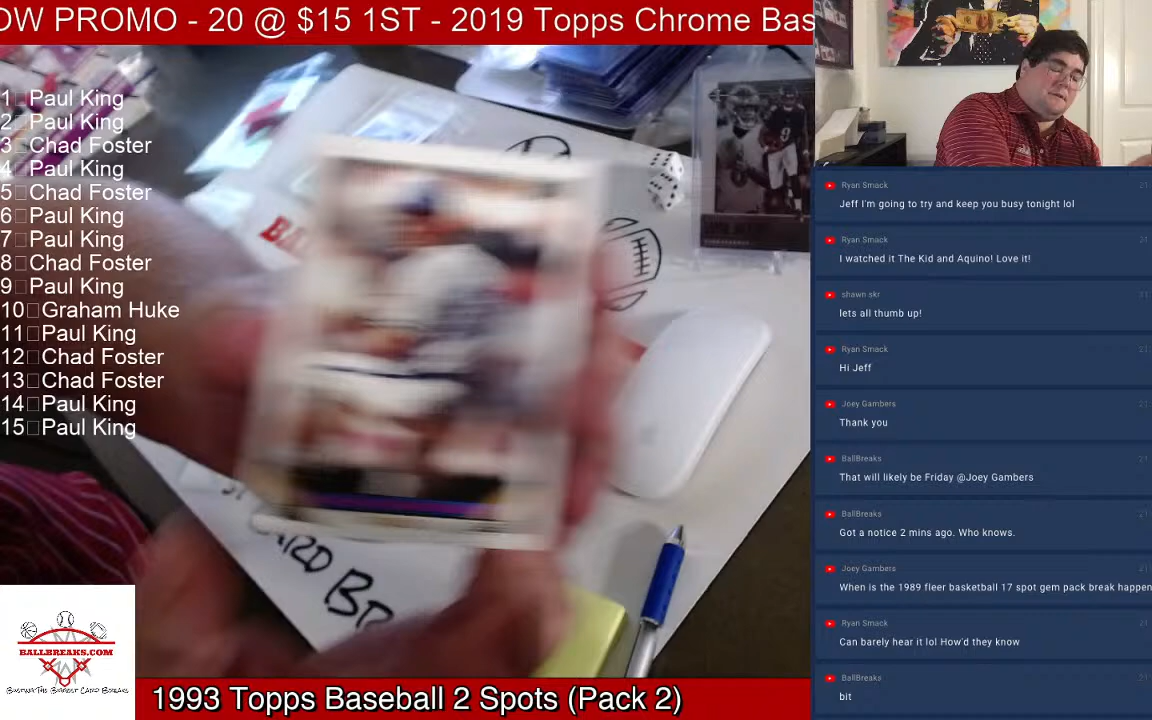 OW PROMO - 20 @ $15 1ST - 2019 Topps Chrome Bas
1 Paul King
2 Paul King
3 Chad Foster
4 Paul King
5 Chad Foster
6 Paul King
7 Paul King
8 Chad Foster
9 Paul King
10 Graham Huke
11 Paul King
12 Chad Foster
13 Chad Foster
14 Paul King
15 Paul King
BALLBREAKS.COM
BUSTING THE BIGGEST CARD BREAKS
1993 Topps Baseball 2 Spots (Pack 2)
Ryan Smack
Jeff I'm going to try and keep you busy tonight lol
Ryan Smack
I watched it The Kid and Aquino! Love it!
shawn skr
lets all thumb up!
Ryan Smack
Hi Jeff
Joey Gambers
Thank you
BallBreaks
That will likely be Friday @Joey Gambers
BallBreaks
Got a notice 2 mins ago. Who knows.
Joey Gambers
When is the 1989 fleer basketball 17 spot gem pack break happen
Ryan Smack
Can barely hear it lol How'd they know
BallBreaks
bit